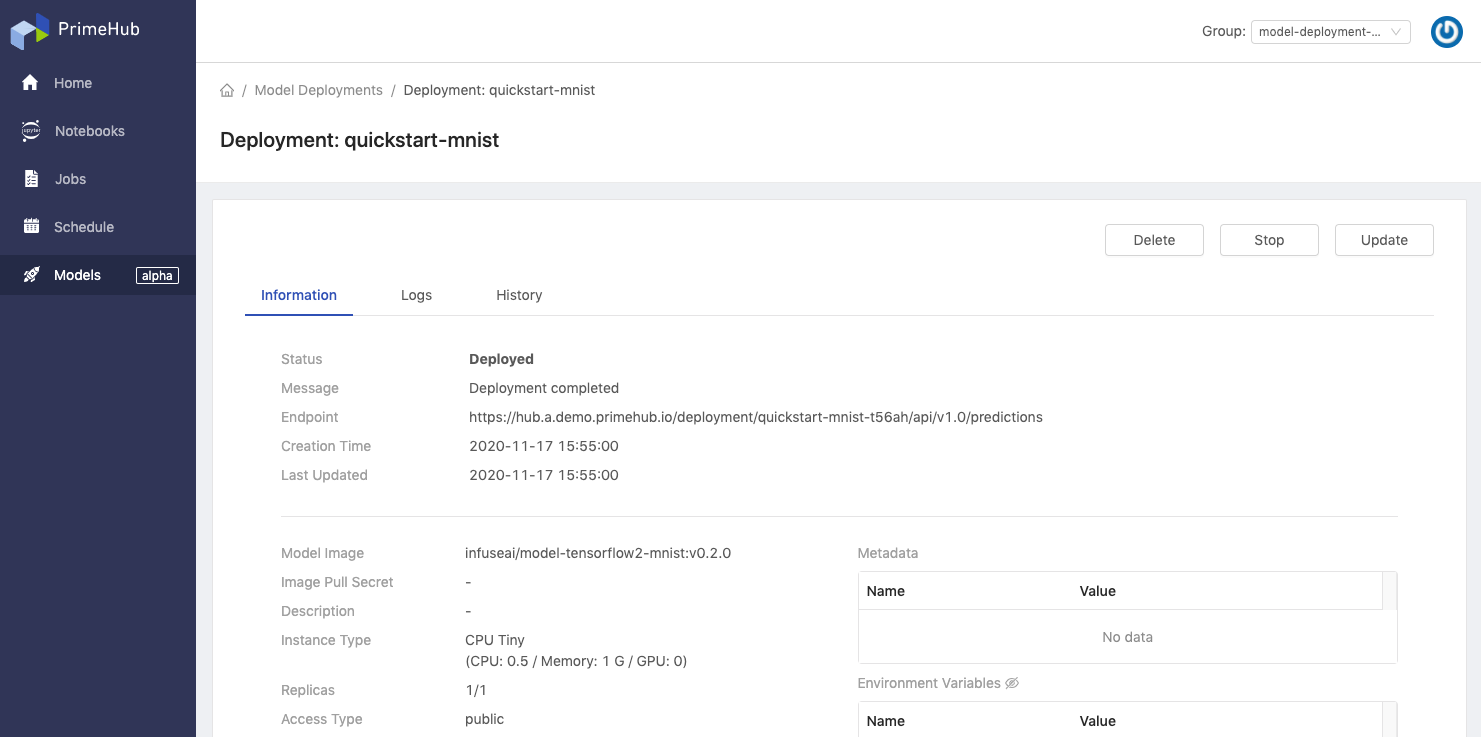 PrimeHub
Group: model-deployment-...
Home
Notebooks
Jobs
Schedule
Models alpha
/ Model Deployments / Deployment: quickstart-mnist
Deployment: quickstart-mnist
Delete Stop Update
Information Logs History
Status Deployed
Message Deployment completed
Endpoint https://hub.a.demo.primehub.io/deployment/quickstart-mnist-t56ah/api/v1.0/predictions
Creation Time 2020-11-17 15:55:00
Last Updated 2020-11-17 15:55:00
Model Image infuseai/model-tensorflow2-mnist:v0.2.0
Image Pull Secret -
Description -
Instance Type CPU Tiny
(CPU: 0.5 / Memory: 1 G / GPU: 0)
Replicas 1/1
Access Type public
Metadata
Name Value
No data
Environment Variables
Name Value